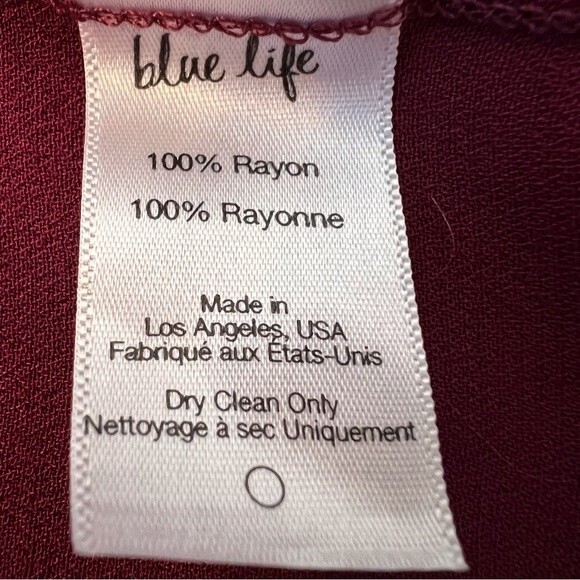 blue life
100% Rayon
100% Rayonne
Made in
Los Angeles, USA
Fabriqué aux États-Unis
Dry Clean Only
Nettoyage à sec Uniquement